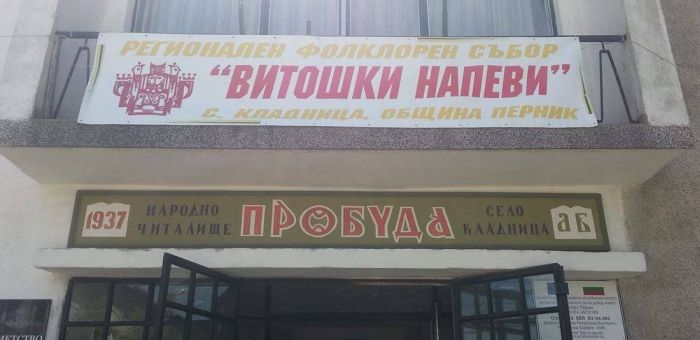 РЕГИОНАЛЕН ФОЛКЛОРЕН СЪБОР
"ВИТОШКИ НАПЕВИ"
С. КЛАДНИЦА, ОБЩИНА ПЕРНИК
1937
НАРОДНО
ЧИТАЛИЩЕ
ПРОБУДА
СЕЛО
КЛАДНИЦА
АБ